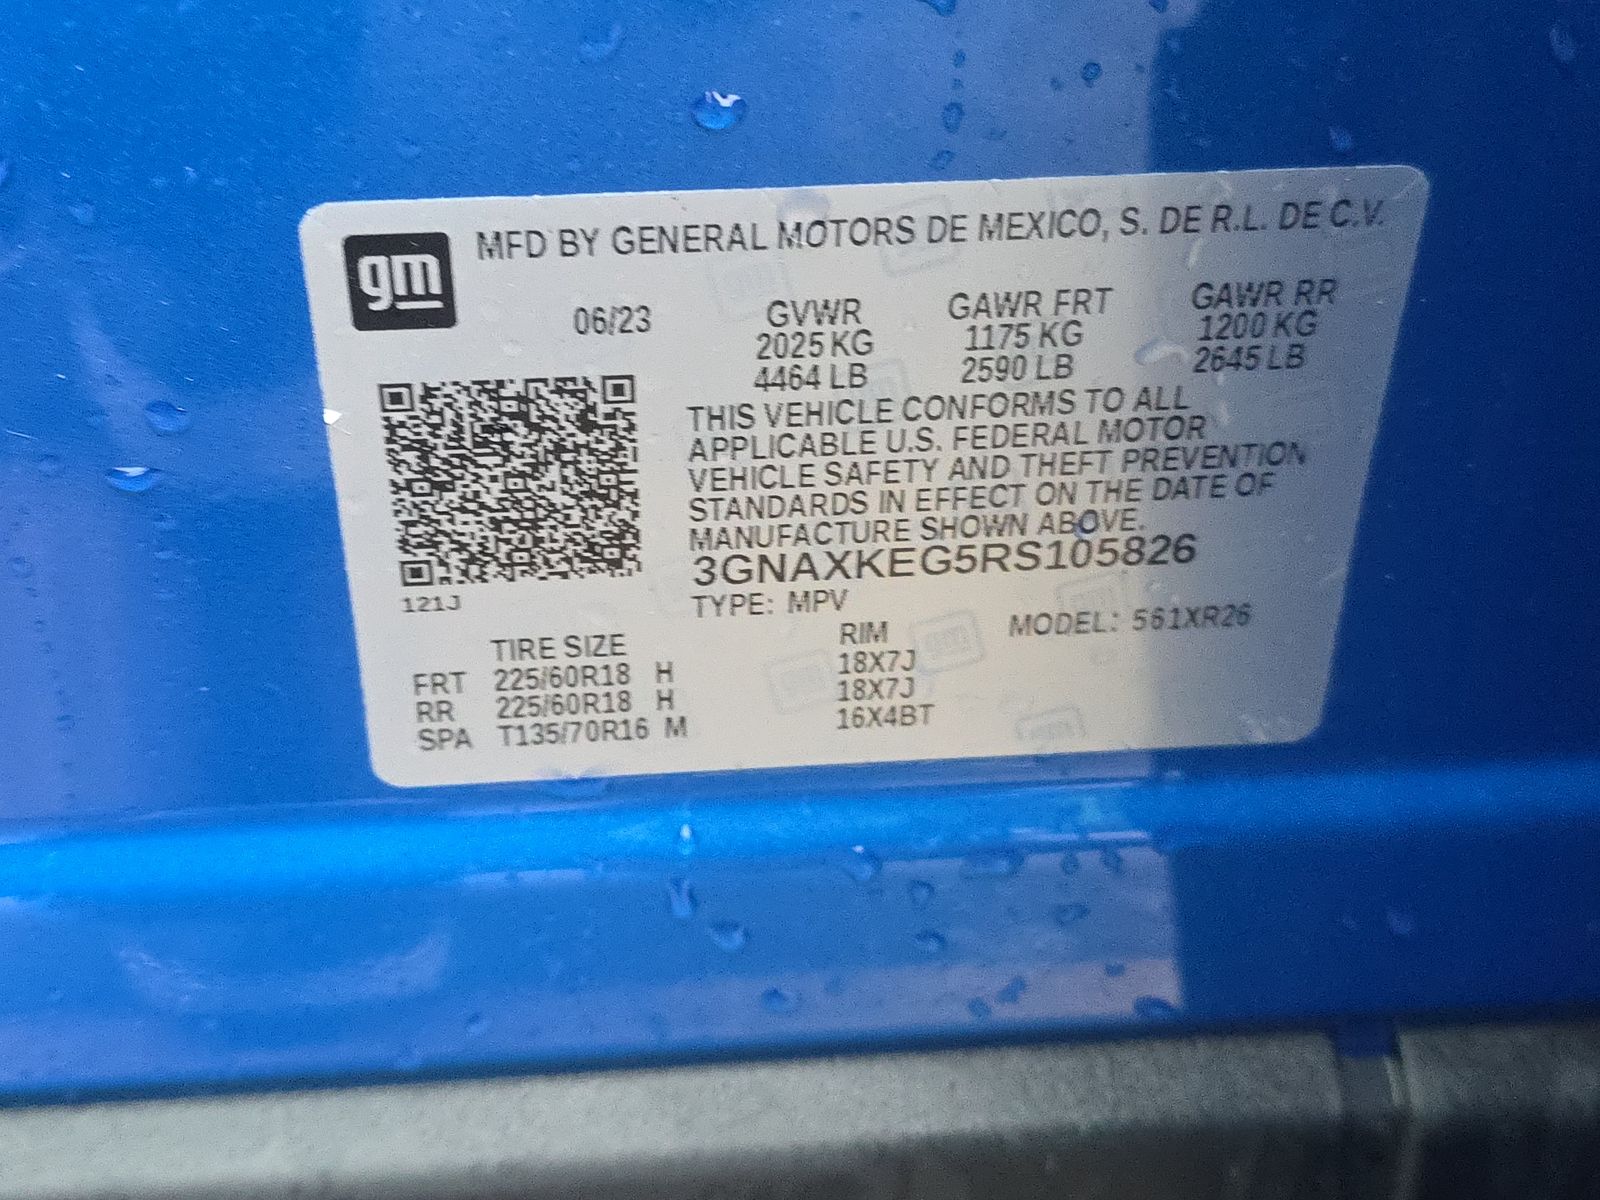 gm
MFD BY GENERAL MOTORS DE MEXICO, S. DE R.L. DE C.V.
06/23 GVWR GAWR FRT GAWR RR
2025 KG 1175 KG 1200 KG
4464 LB 2590 LB 2645 LB
THIS VEHICLE CONFORMS TO ALL
APPLICABLE U.S. FEDERAL MOTOR
VEHICLE SAFETY AND THEFT PREVENTION
STANDARDS IN EFFECT ON THE DATE OF
MANUFACTURE SHOWN ABOVE.
3GNAXKEG5RS105826
121J
TYPE: MPV MODEL: 561XR26
TIRE SIZE RIM
FRT 225/60R18 H 18X7J
RR 225/60R18 H 18X7J
SPA T135/70R16 M 16X4BT